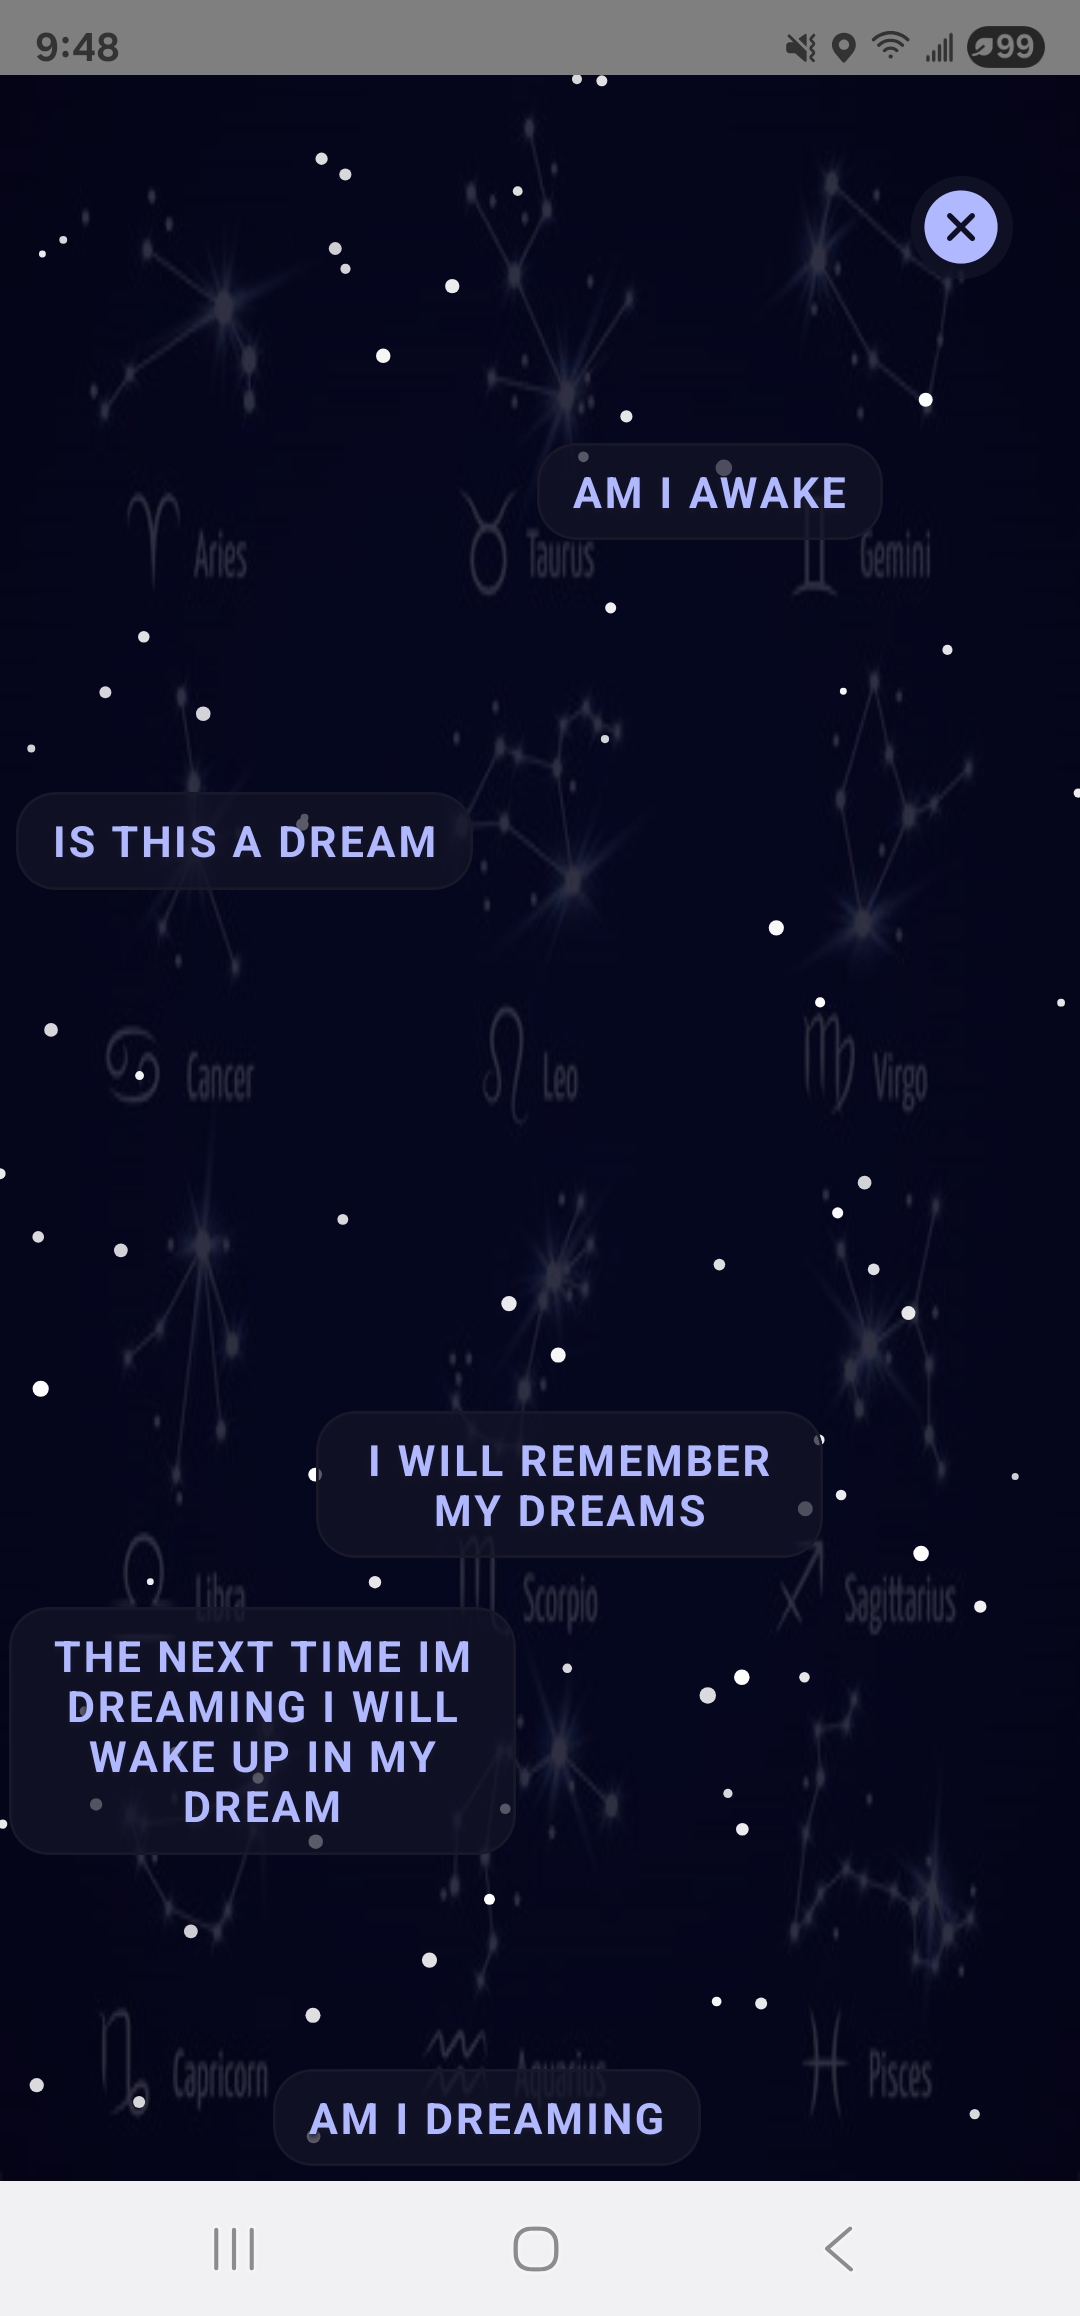 9:48
99
AM I AWAKE
Aries
Taurus
Gemini
IS THIS A DREAM
Cancer
Leo
Virgo
I WILL REMEMBER
MY DREAMS
Libra
Scorpio
Sagittarius
THE NEXT TIME IM
DREAMING I WILL
WAKE UP IN MY
DREAM
Capricorn
Aquarius
Pisces
AM I DREAMING